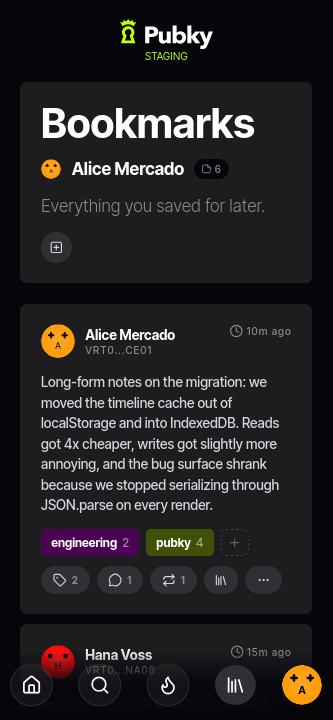 Pubky
STAGING
Bookmarks
A
Alice Mercado
6
Everything you saved for later.
A
Alice Mercado
10m ago
VRT0...CE01
Long-form notes on the migration: we
moved the timeline cache out of
localStorage and into IndexedDB. Reads
got 4x cheaper, writes got slightly more
annoying, and the bug surface shrank
because we stopped serializing through
JSON.parse on every render.
engineering 2
pubky 4
+
2
1
1
H
Hana Voss
15m ago
VRT0...NA08
A